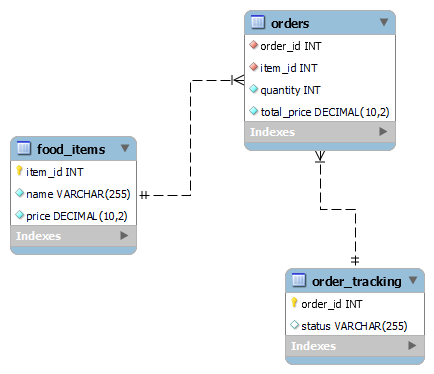 orders
order_id INT
item_id INT
quantity INT
total_price DECIMAL(10,2)
Indexes
food_items
item_id INT
name VARCHAR(255)
price DECIMAL(10,2)
Indexes
order_tracking
order_id INT
status VARCHAR(255)
Indexes